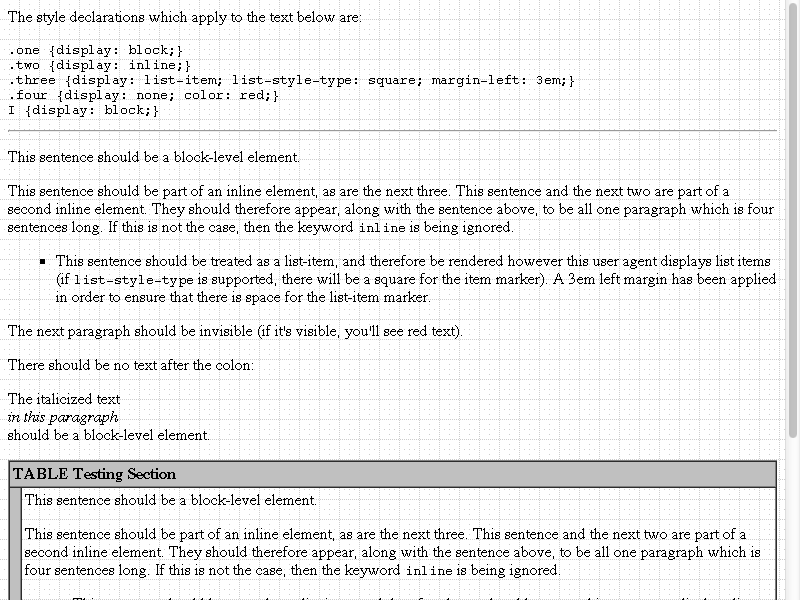 The style declarations which apply to the text below are:
.one {display: block;}
.two {display: inline;}
.three {display: list-item; list-style-type: square; margin-left: 3em;}
.four {display: none; color: red;}
I {display: block;}
This sentence should be a block-level element.
This sentence should be part of an inline element, as are the next three. This sentence and the next two are part of a
second inline element. They should therefore appear, along with the sentence above, to be all one paragraph which is four
sentences long. If this is not the case, then the keyword inline is being ignored.
This sentence should be treated as a list-item, and therefore be rendered however this user agent displays list items
(if list-style-type is supported, there will be a square for the item marker). A 3em left margin has been applied
in order to ensure that there is space for the list-item marker.
The next paragraph should be invisible (if it's visible, you'll see red text).
There should be no text after the colon:
The italicized text
in this paragraph
should be a block-level element.
TABLE Testing Section
This sentence should be a block-level element.
This sentence should be part of an inline element, as are the next three. This sentence and the next two are part of a
second inline element. They should therefore appear, along with the sentence above, to be all one paragraph which is
four sentences long. If this is not the case, then the keyword inline is being ignored.